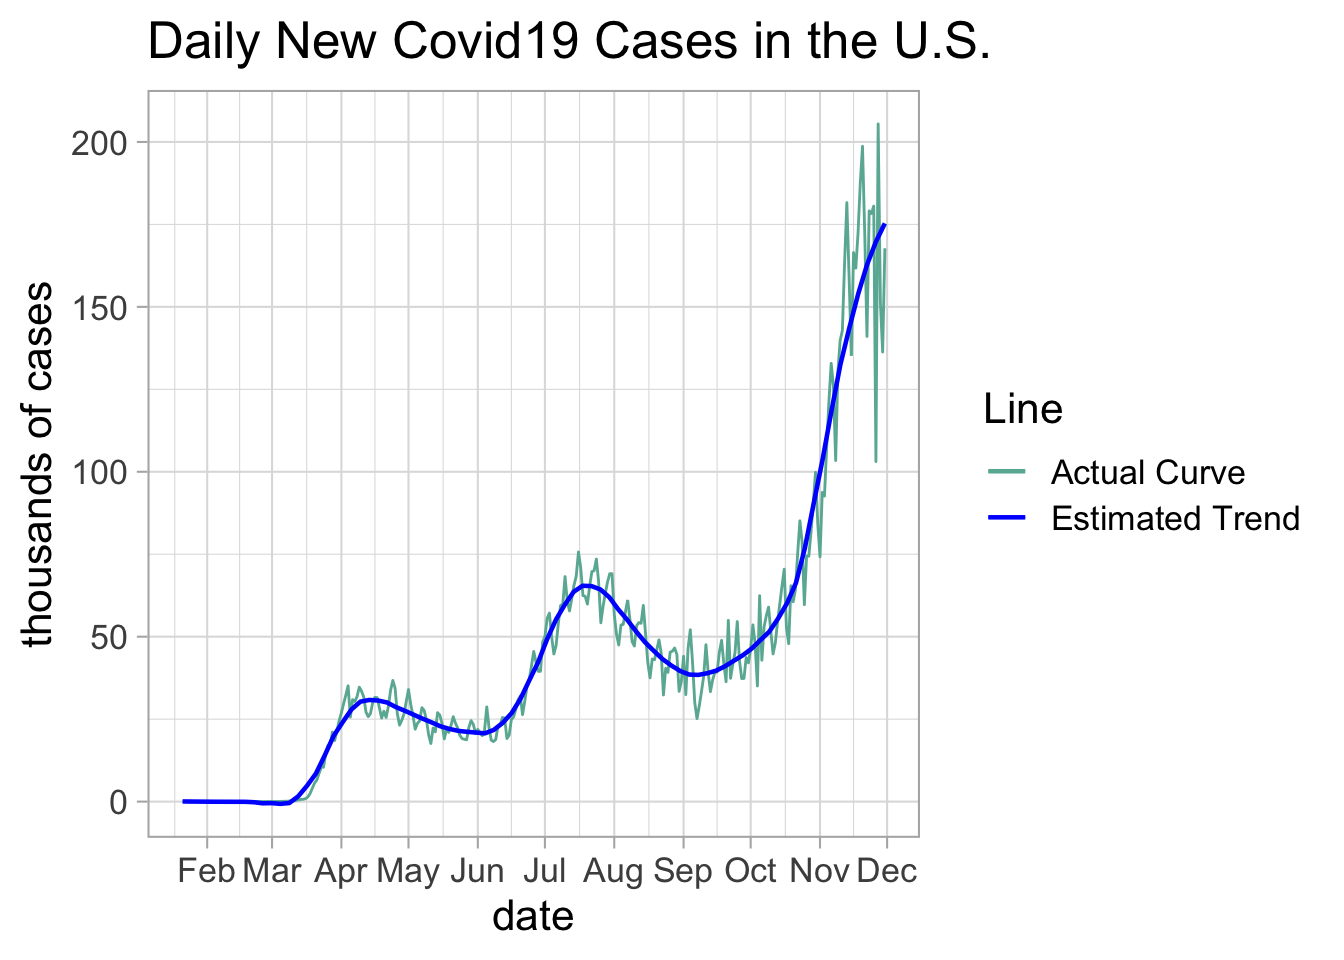 Daily New Covid19 Cases in the U.S.
200
150
100
50
0
thousands of cases
Feb Mar Apr May Jun Jul Aug Sep Oct Nov Dec
date
Line
Actual Curve
Estimated Trend